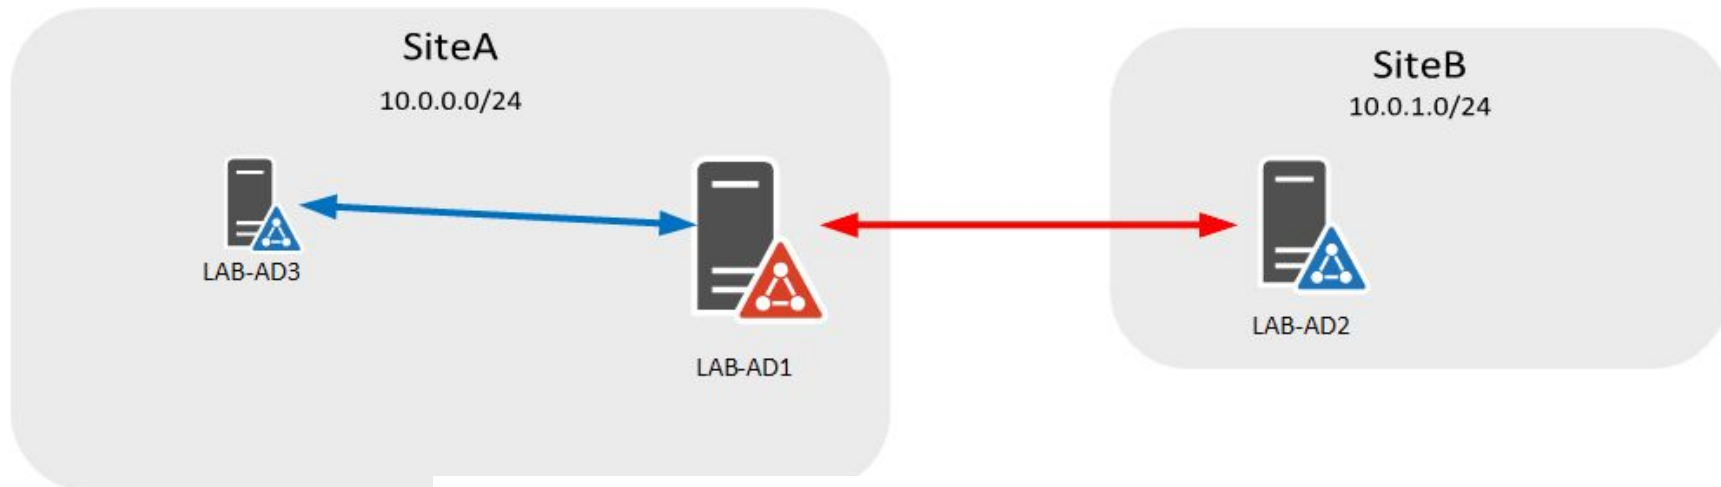 SiteA
10.0.0.0/24
LAB-AD3
LAB-AD1
SiteB
10.0.1.0/24
LAB-AD2